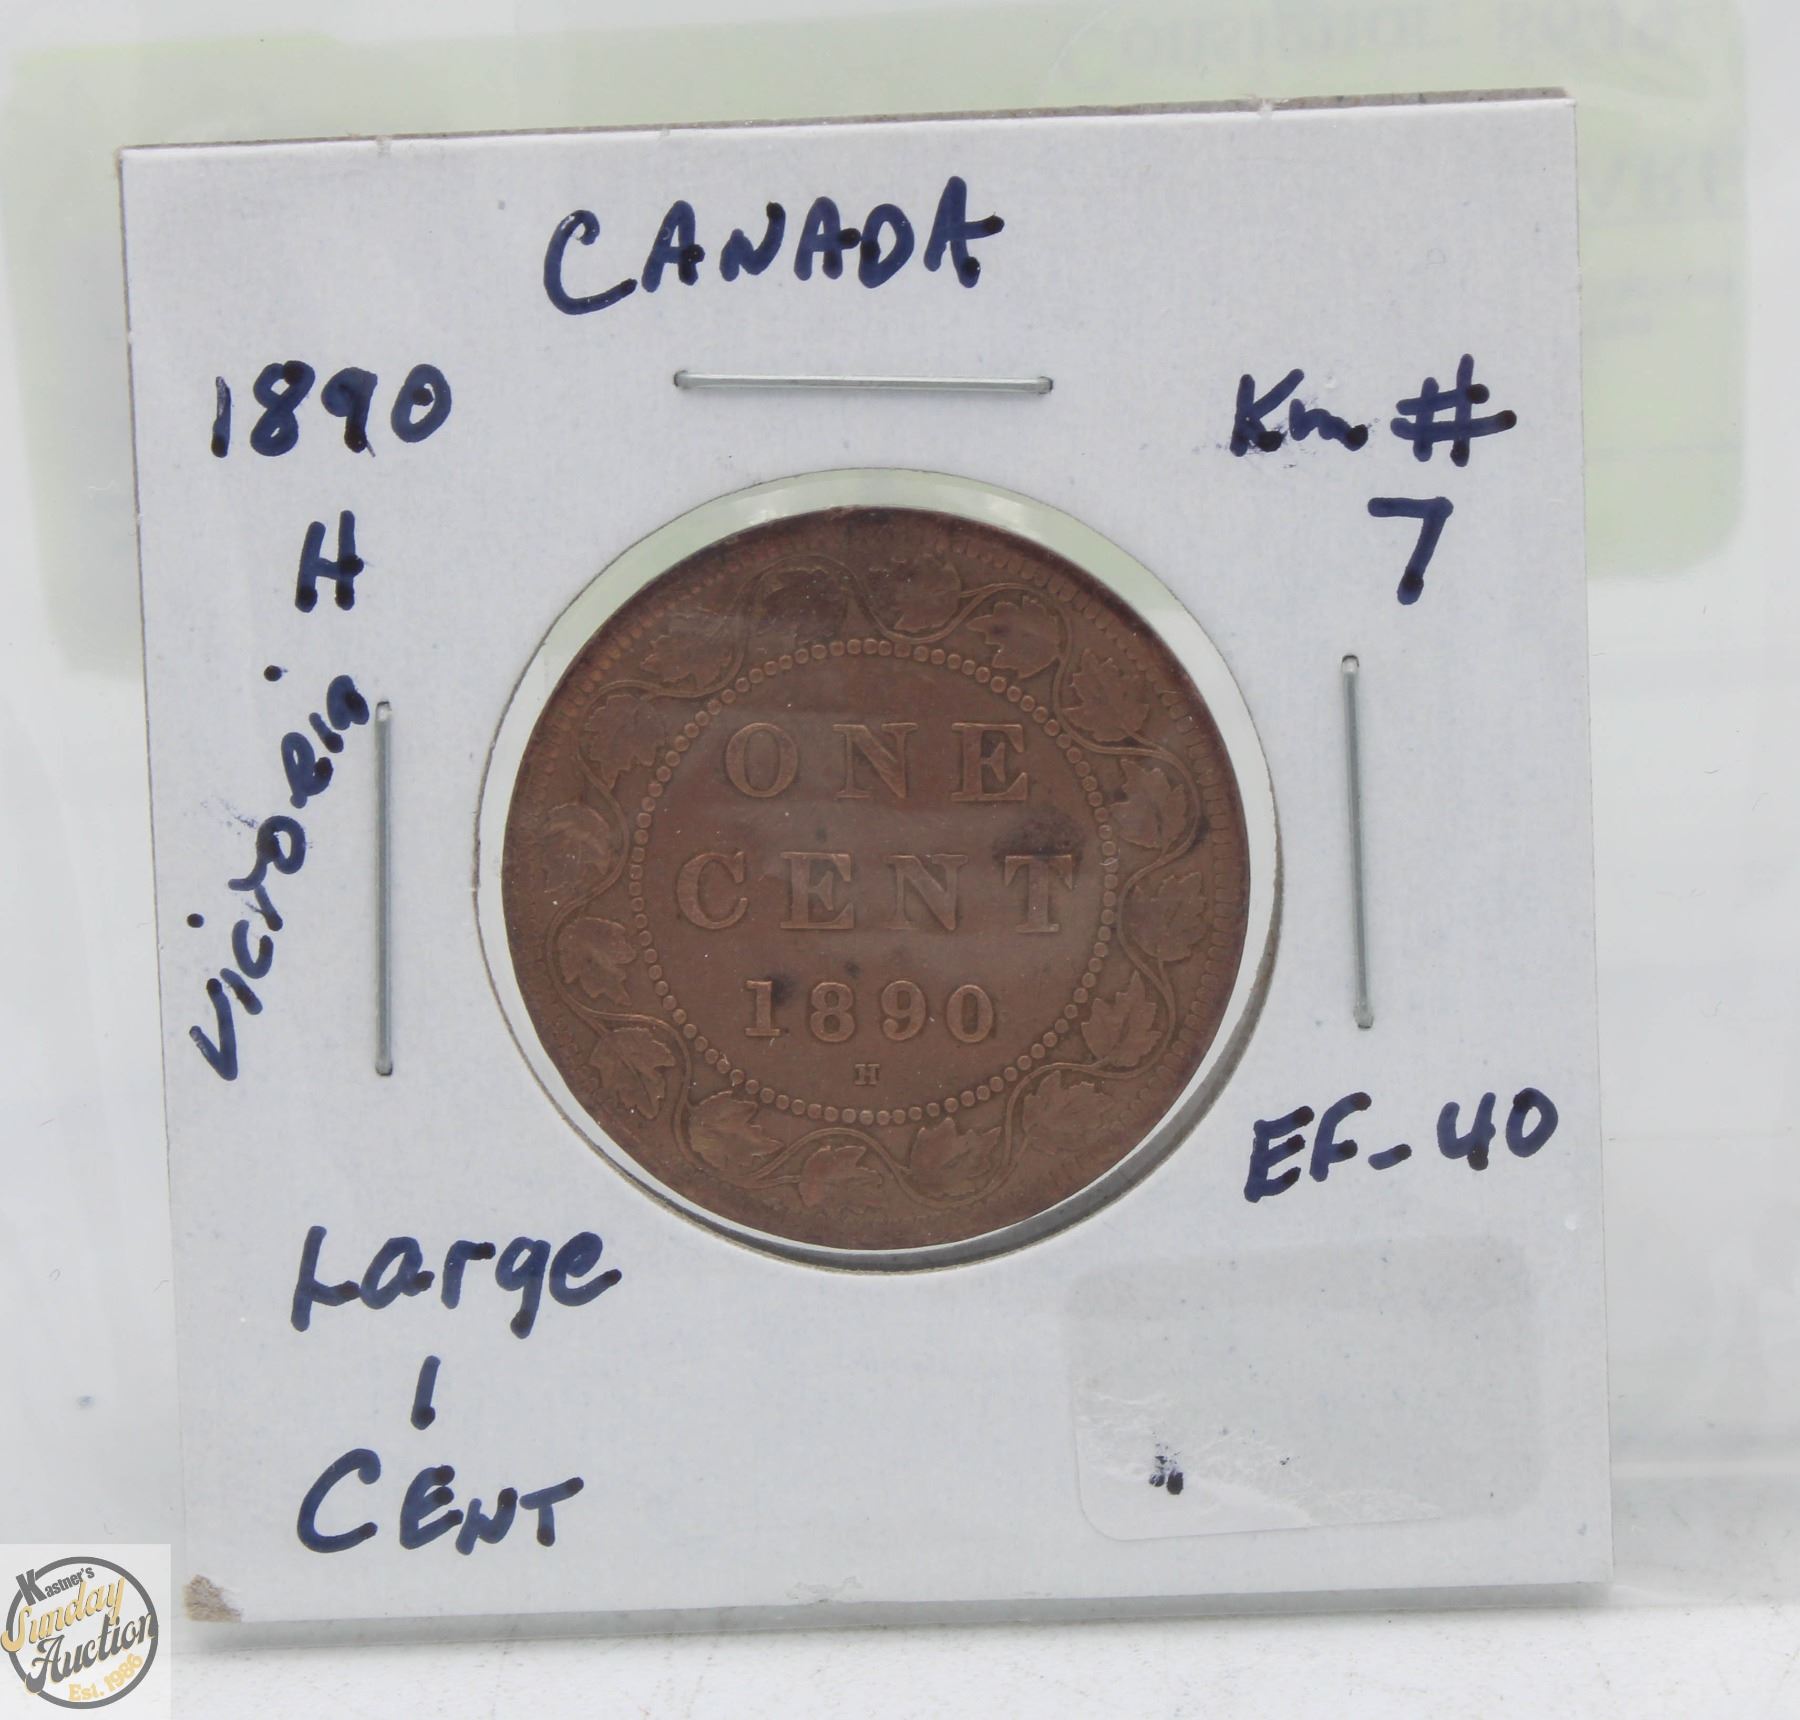 CANADA
1890
H
Victoria
Km #
7
ONE
CENT
1890
H
EF-40
Large
1
CENT
Kastner's
Sunday
Auction
Est. 1986